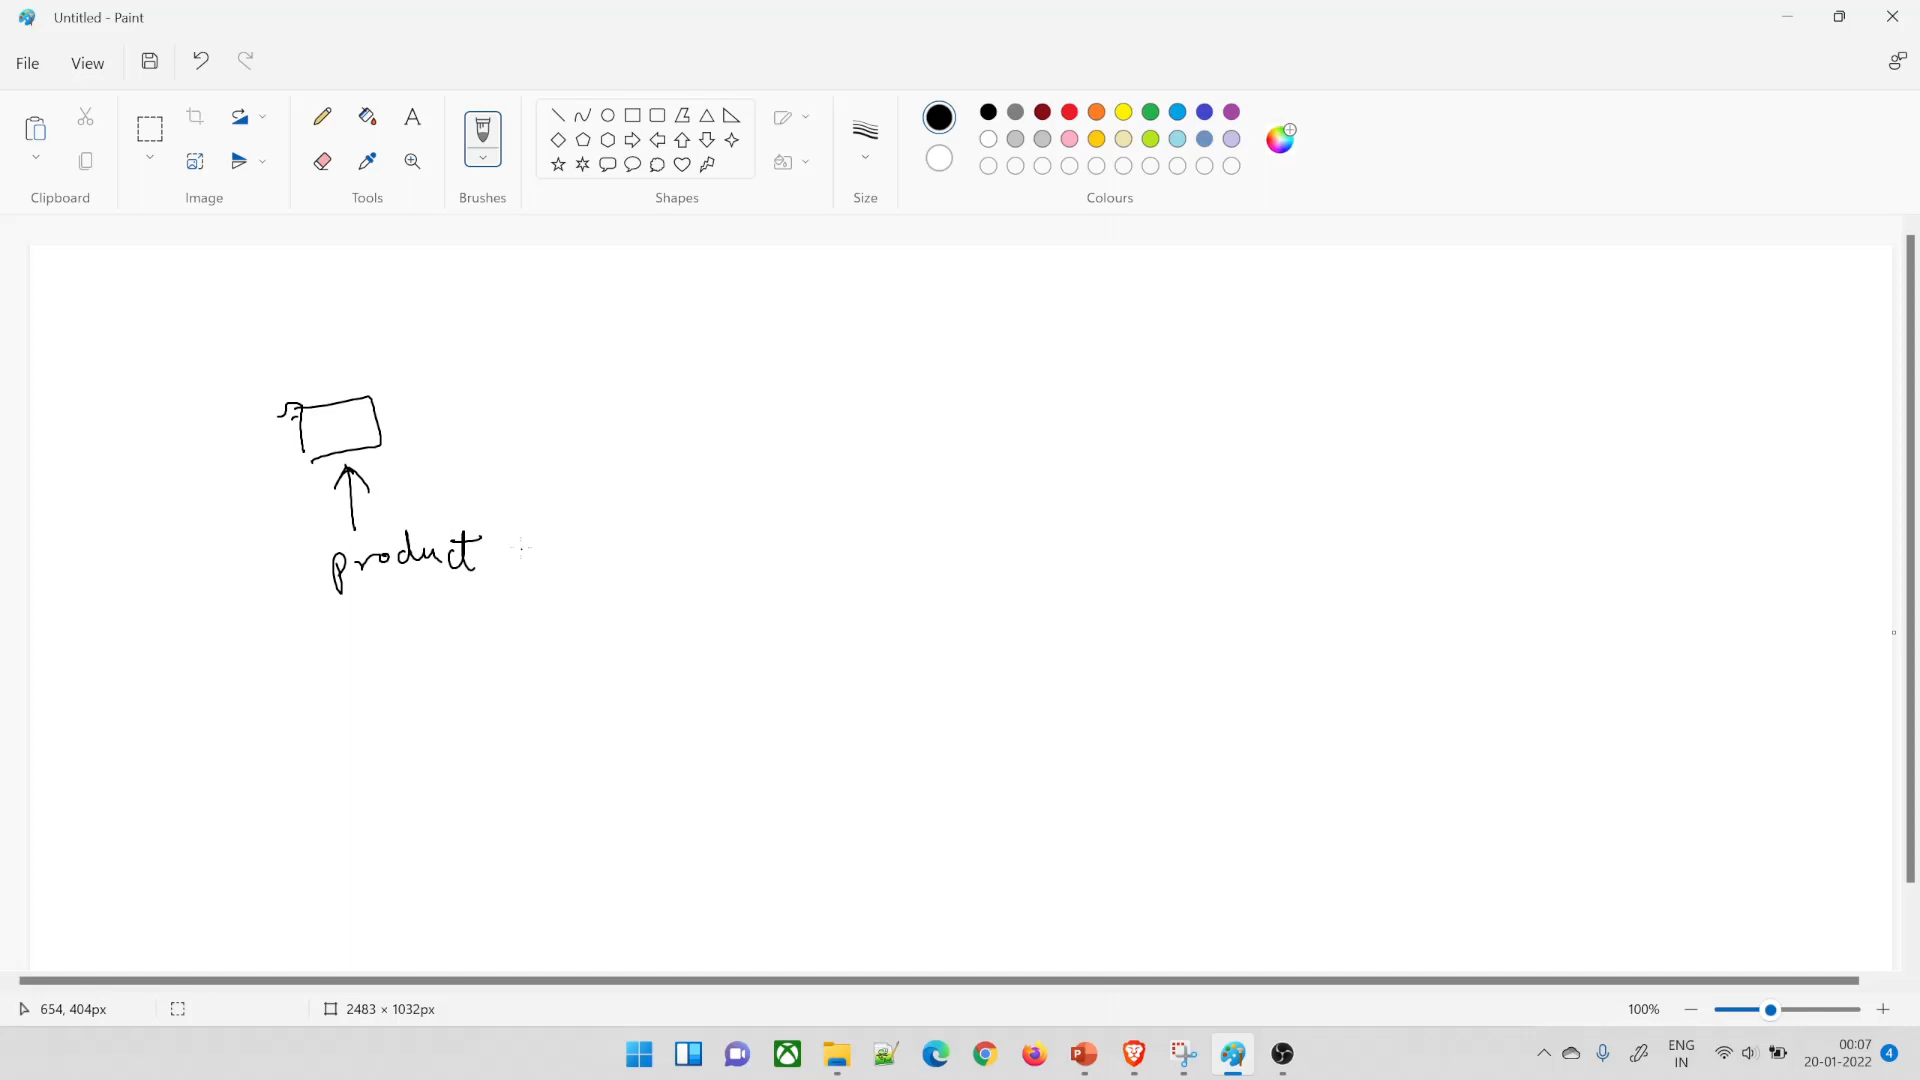 Untitled - Paint
File View
Clipboard
Image
Tools
Brushes
Shapes
Size
Colours
product
654, 404px
2483 × 1032px
100%
ENG
IN
00:07
20-01-2022
4